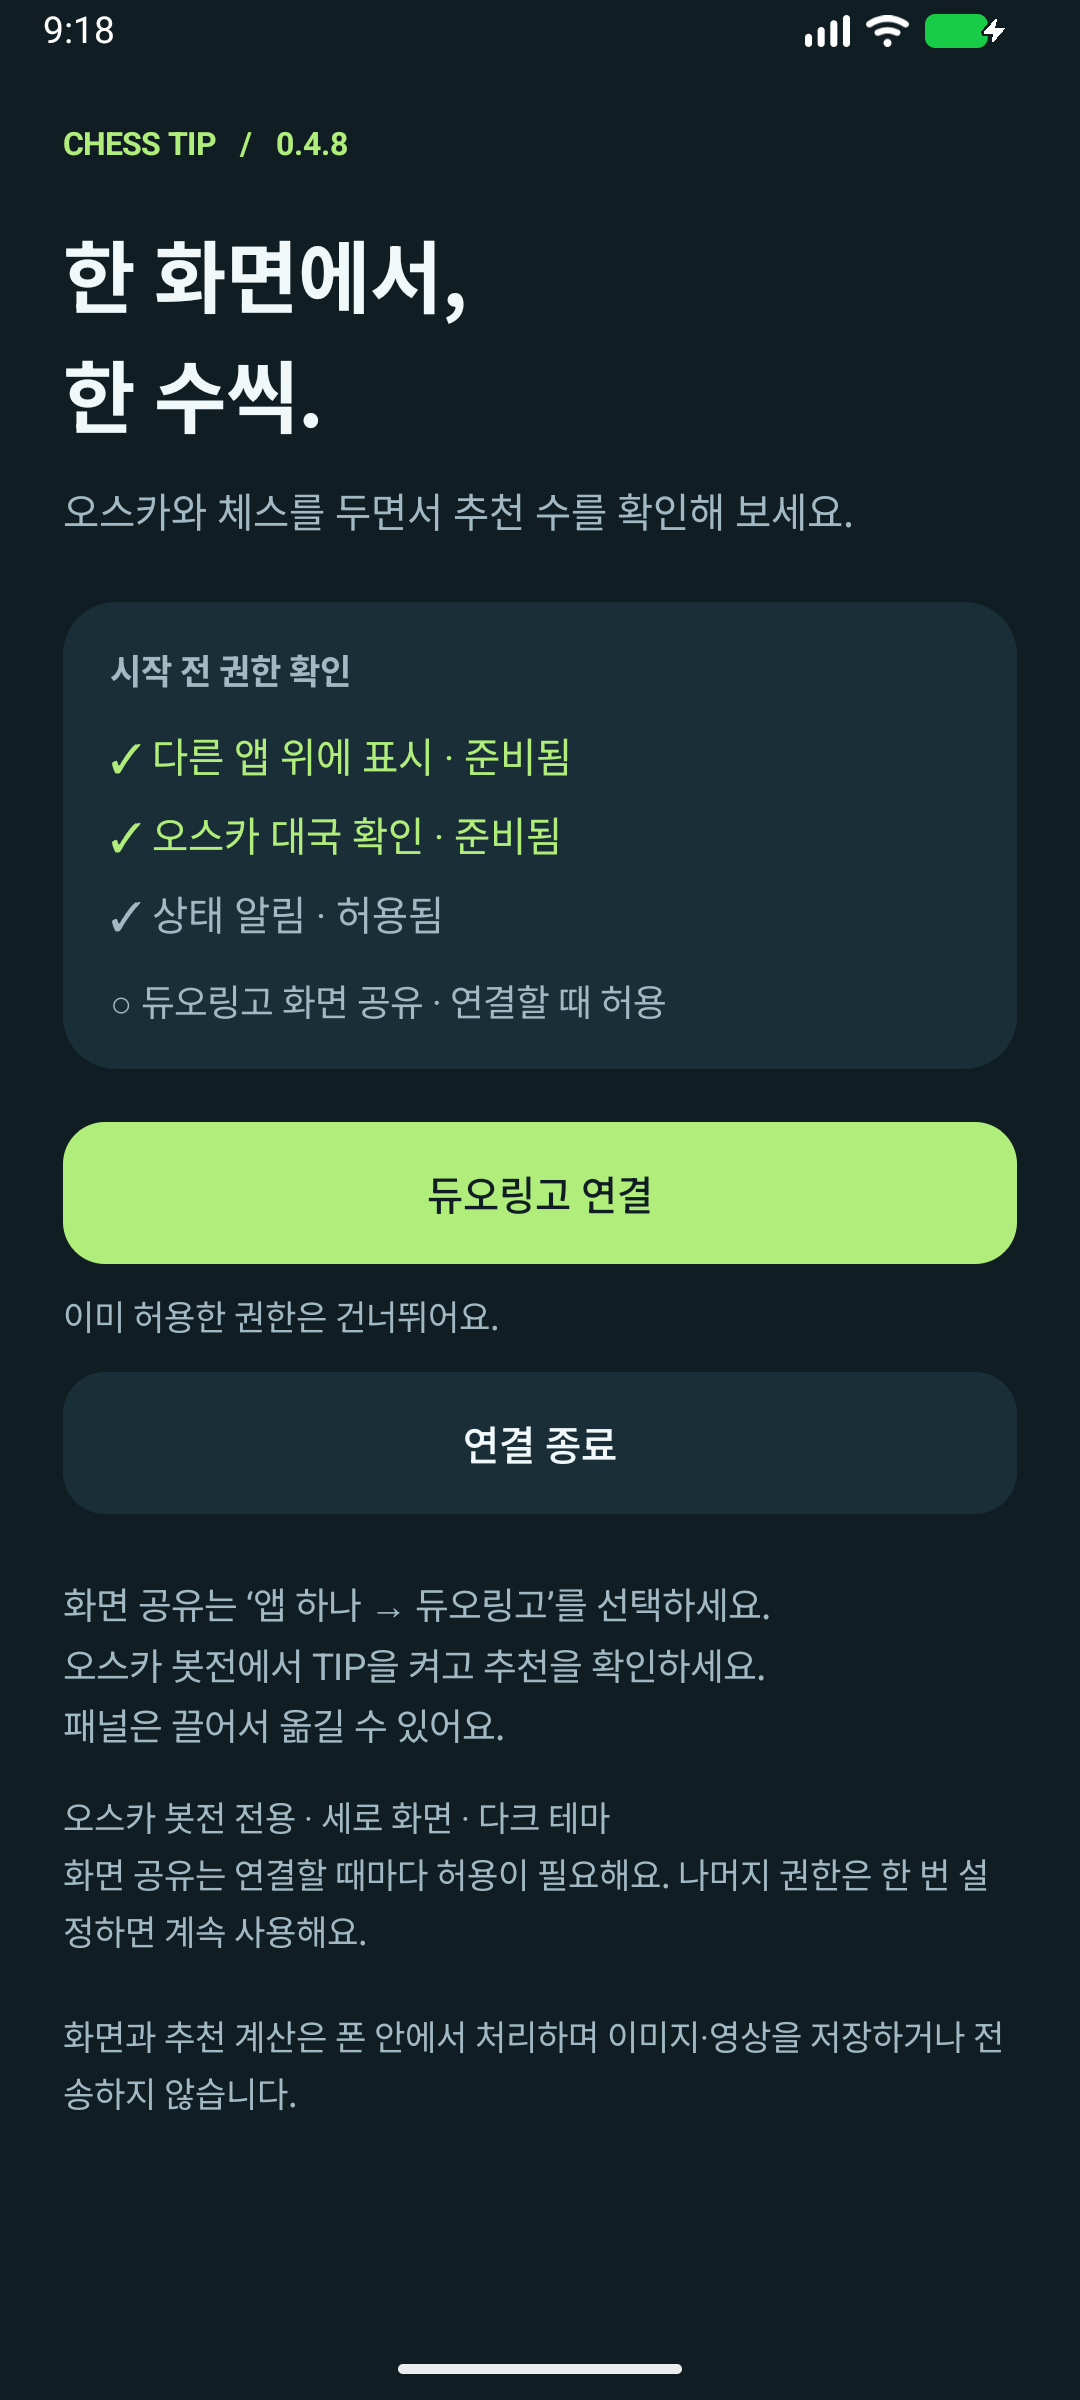 9:18
CHESS TIP / 0.4.8
한 화면에서,
한 수씩.
오스카와 체스를 두면서 추천 수를 확인해 보세요.
시작 전 권한 확인
✓ 다른 앱 위에 표시 · 준비됨
✓ 오스카 대국 확인 · 준비됨
✓ 상태 알림 · 허용됨
○ 듀오링고 화면 공유 · 연결할 때 허용
듀오링고 연결
이미 허용한 권한은 건너뛰어요.
연결 종료
화면 공유는 ‘앱 하나 → 듀오링고’를 선택하세요.
오스카 봇전에서 TIP을 켜고 추천을 확인하세요.
패널은 끌어서 옮길 수 있어요.
오스카 봇전 전용 · 세로 화면 · 다크 테마
화면 공유는 연결할 때마다 허용이 필요해요. 나머지 권한은 한 번 설
정하면 계속 사용해요.
화면과 추천 계산은 폰 안에서 처리하며 이미지·영상을 저장하거나 전
송하지 않습니다.